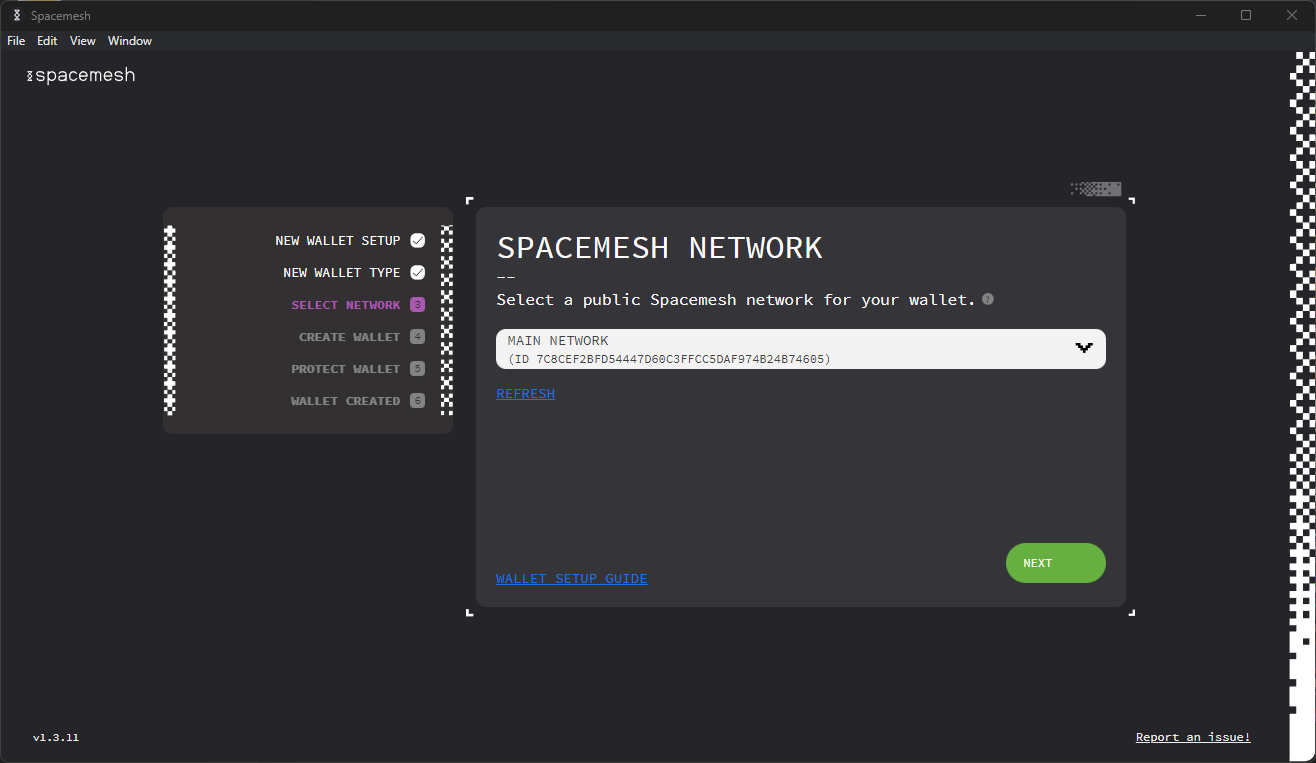 Spacemesh
File Edit View Window
spacemesh
NEW WALLET SETUP
NEW WALLET TYPE
SELECT NETWORK 3
CREATE WALLET 4
PROTECT WALLET 5
WALLET CREATED 6
SPACEMESH NETWORK
--
Select a public Spacemesh network for your wallet. ?
MAIN NETWORK
(ID 7C8CEF2BFD54447D60C3FFCC5DAF974B24B74605)
REFRESH
WALLET SETUP GUIDE
NEXT
v1.3.11
Report an issue!